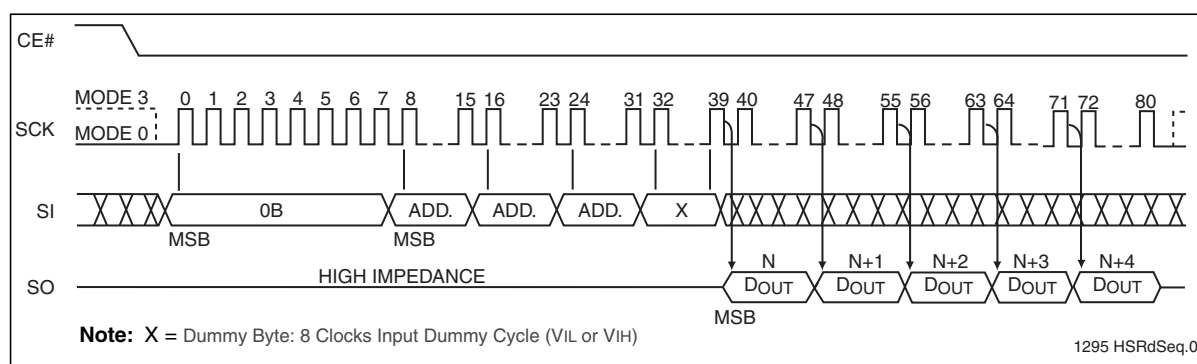 CE#
MODE 3
0 1 2 3 4 5 6 7 8 15 16 23 24 31 32 39 40 47 48 55 56 63 64 71 72 80
SCK
MODE 0
SI
0B ADD. ADD. ADD. X
MSB MSB
N N+1 N+2 N+3 N+4
HIGH IMPEDANCE
SO
DOUT DOUT DOUT DOUT DOUT
MSB
Note: X = Dummy Byte: 8 Clocks Input Dummy Cycle (VIL or VIH)
1295 HSRdSeq.0